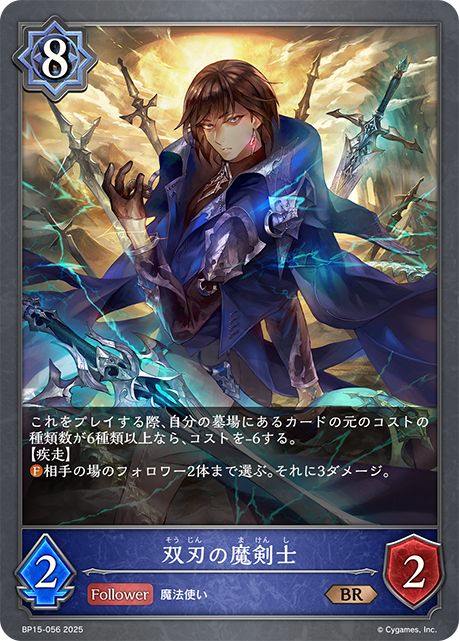 8
これをプレイする際、自分の墓場にあるカードの元のコストの
種類数が6種類以上なら、コストを-6する。
【疾走】
F相手の場のフォロワー2体まで選ぶ。それに3ダメージ。
そうじん まけんし
双刃の魔剣士
2
Follower 魔法使い BR
2
BP15-056 2025 © Cygames, Inc.